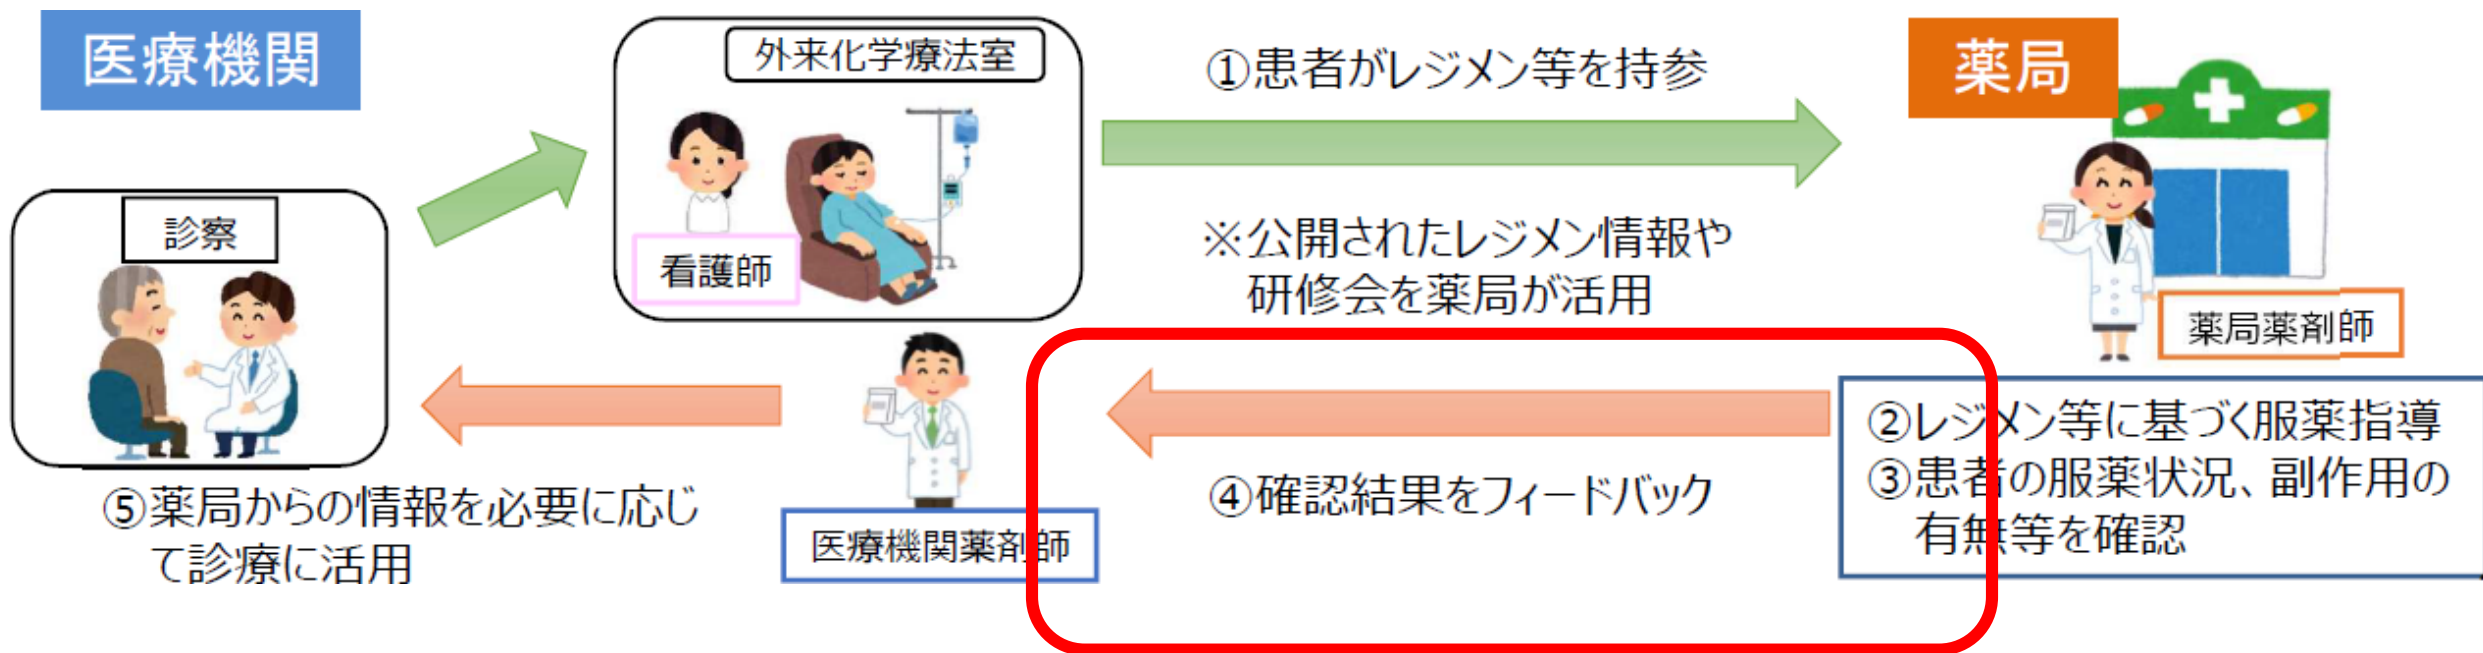 医療機関
外来化学療法室
①患者がレジメン等を持参
薬局
診察
看護師
※公開されたレジメン情報や
研修会を薬局が活用
薬局薬剤師
②レジメン等に基づく服薬指導
③患者の服薬状況、副作用の
有無等を確認
④確認結果をフィードバック
医療機関薬剤師
⑤薬局からの情報を必要に応じ
て診療に活用